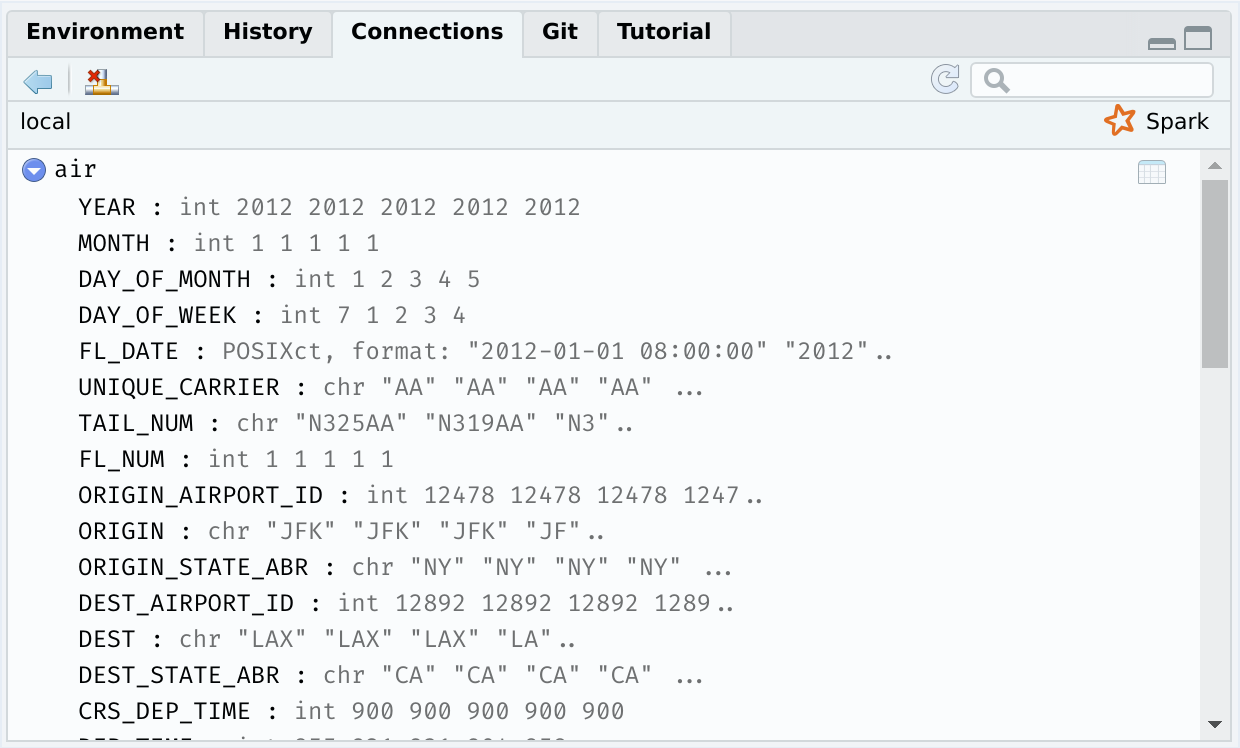 Environment History Connections Git Tutorial
local Spark
air
YEAR : int 2012 2012 2012 2012 2012
MONTH : int 1 1 1 1 1
DAY_OF_MONTH : int 1 2 3 4 5
DAY_OF_WEEK : int 7 1 2 3 4
FL_DATE : POSIXct, format: "2012-01-01 08:00:00" "2012"..
UNIQUE_CARRIER : chr "AA" "AA" "AA" "AA" ...
TAIL_NUM : chr "N325AA" "N319AA" "N3"..
FL_NUM : int 1 1 1 1 1
ORIGIN_AIRPORT_ID : int 12478 12478 12478 1247..
ORIGIN : chr "JFK" "JFK" "JFK" "JF"..
ORIGIN_STATE_ABR : chr "NY" "NY" "NY" "NY" ...
DEST_AIRPORT_ID : int 12892 12892 12892 1289..
DEST : chr "LAX" "LAX" "LAX" "LA"..
DEST_STATE_ABR : chr "CA" "CA" "CA" "CA" ...
CRS_DEP_TIME : int 900 900 900 900 900